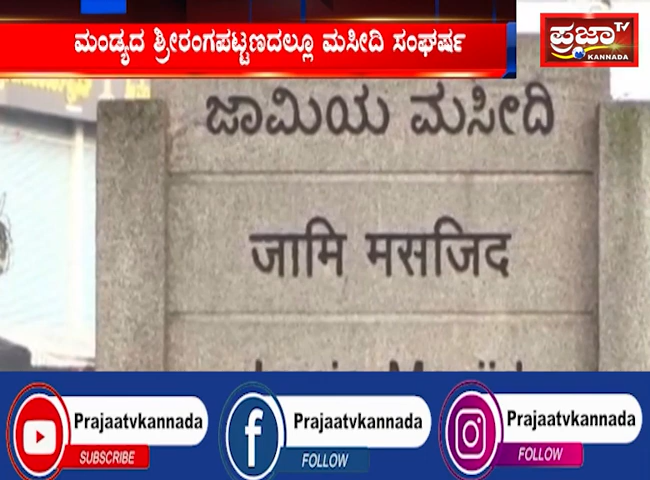 ಮಂಡ್ಯದ ಶ್ರೀರಂಗಪಟ್ಟಣದಲ್ಲೂ ಮಸೀದಿ ಸಂಘರ್ಷ
ಪ್ರಜಾ TV
KANNADA
ಜಾಮಿಯ ಮಸೀದಿ
जामि मसजिद
Prajaatvkannada
SUBSCRIBE
Prajaatvkannada
FOLLOW
Prajaatvkannada
FOLLOW